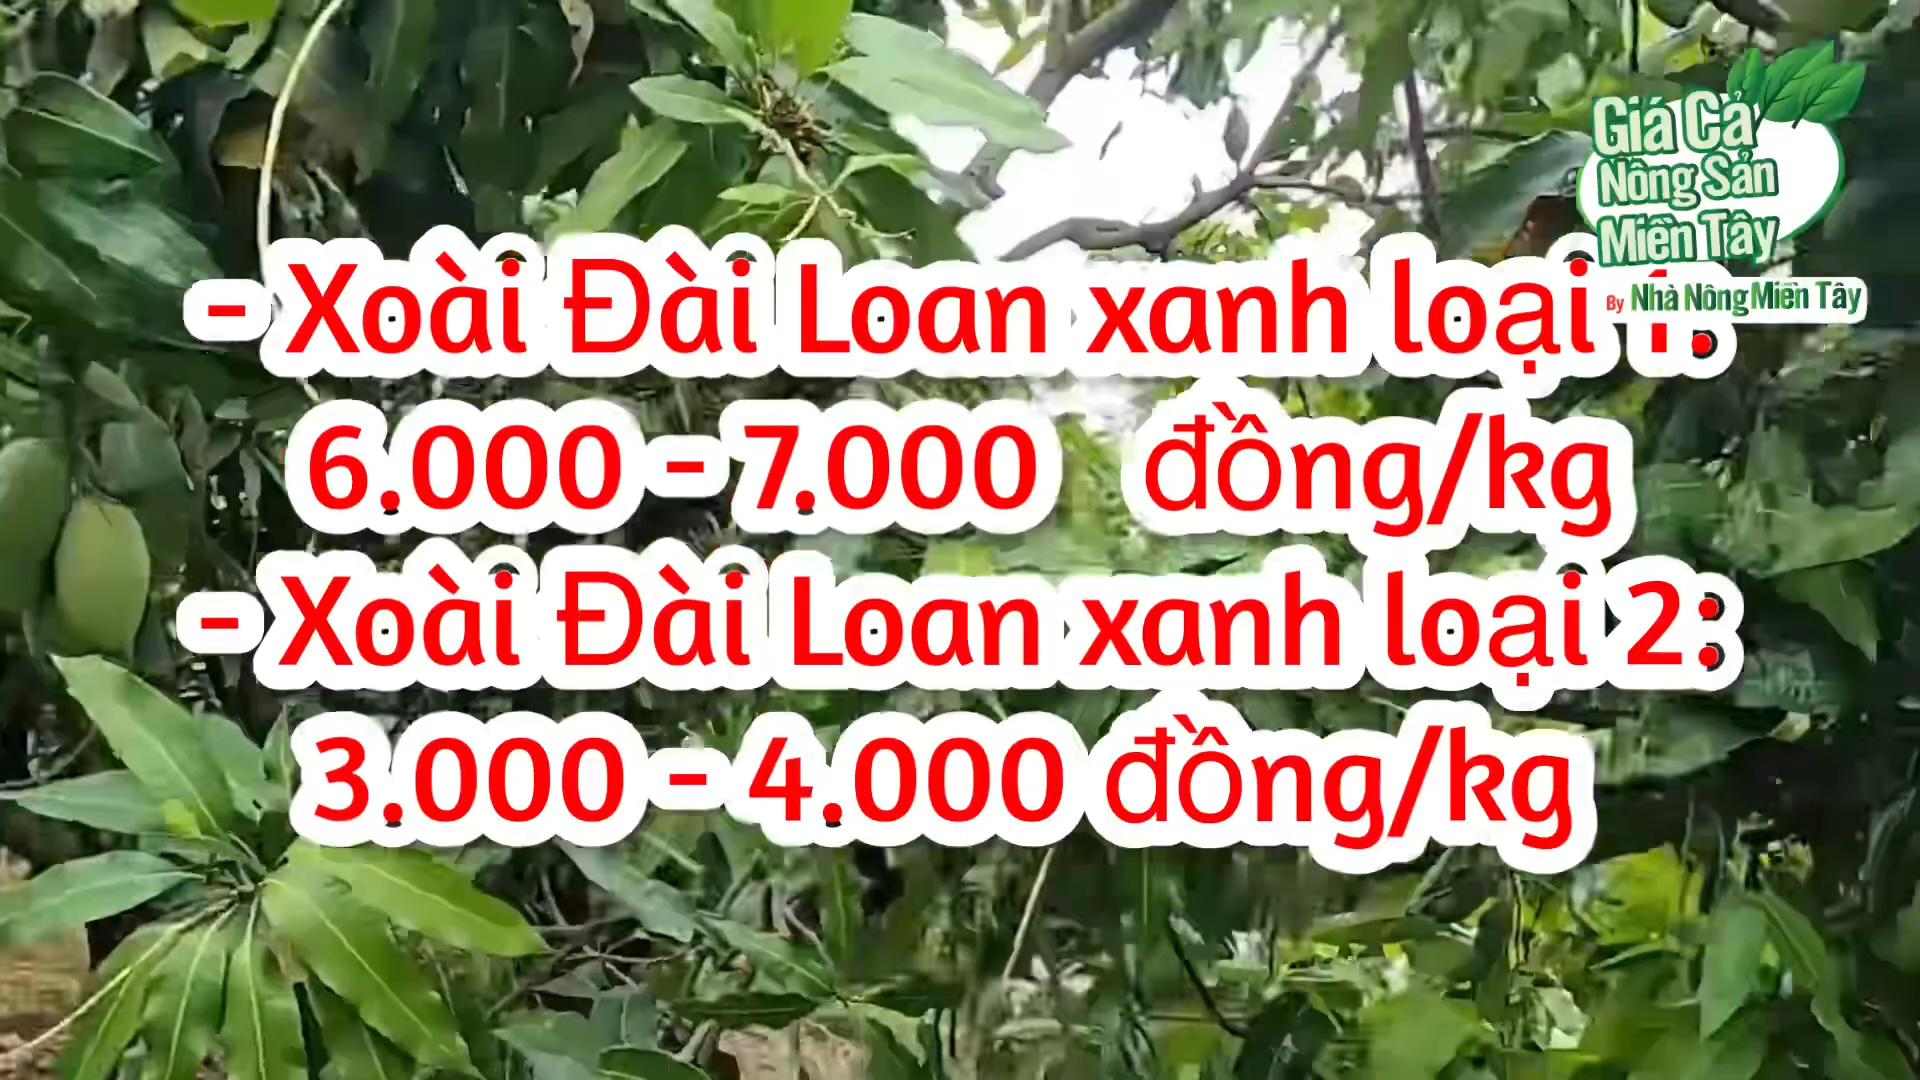 Giá Cả
Nông Sản
Miền Tây
By Nhà Nông Miền Tây
- Xoài Đài Loan xanh loại 1:
6.000 - 7.000 đồng/kg
- Xoài Đài Loan xanh loại 2:
3.000 - 4.000 đồng/kg